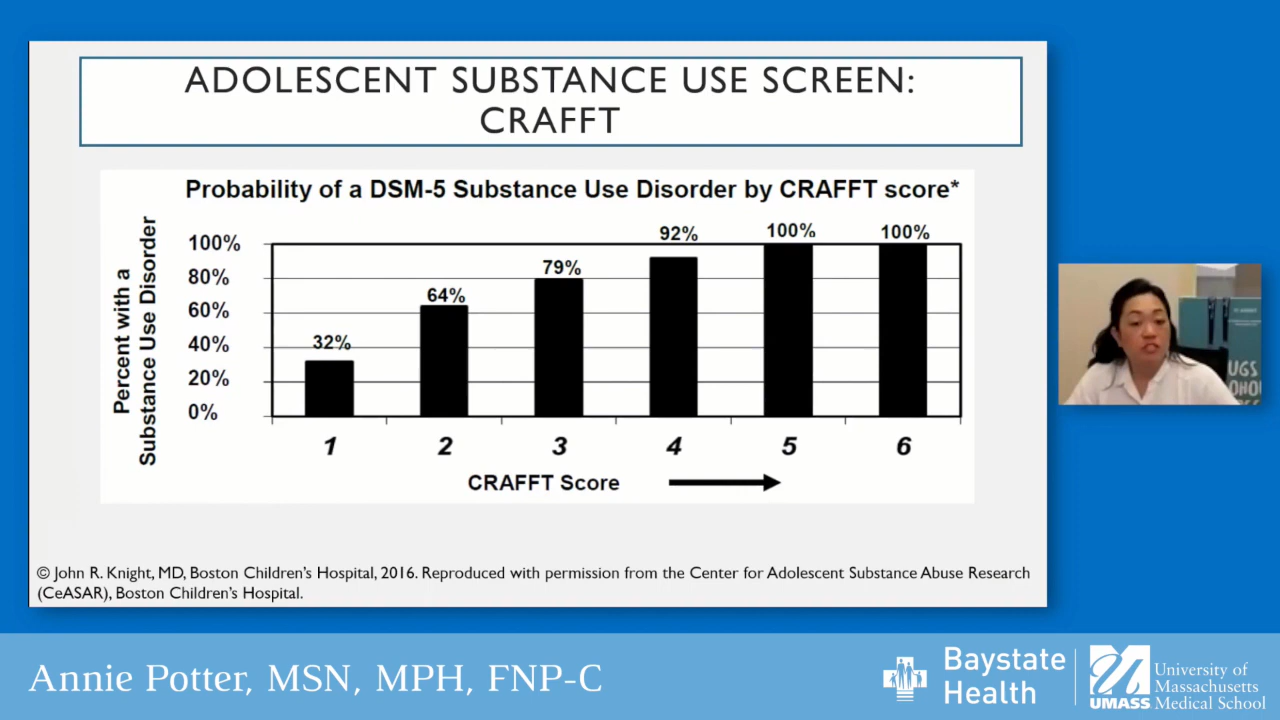 ADOLESCENT SUBSTANCE USE SCREEN:
CRAFFT
Probability of a DSM-5 Substance Use Disorder by CRAFFT score*
Percent with a
Substance Use Disorder
100%
80%
60%
40%
20%
0%
32%
64%
79%
92%
100%
100%
1 2 3 4 5 6
CRAFFT Score
© John R. Knight, MD, Boston Children's Hospital, 2016. Reproduced with permission from the Center for Adolescent Substance Abuse Research
(CeASAR), Boston Children's Hospital.
Annie Potter, MSN, MPH, FNP-C
Baystate
Health
UMASS
University of
Massachusetts
Medical School